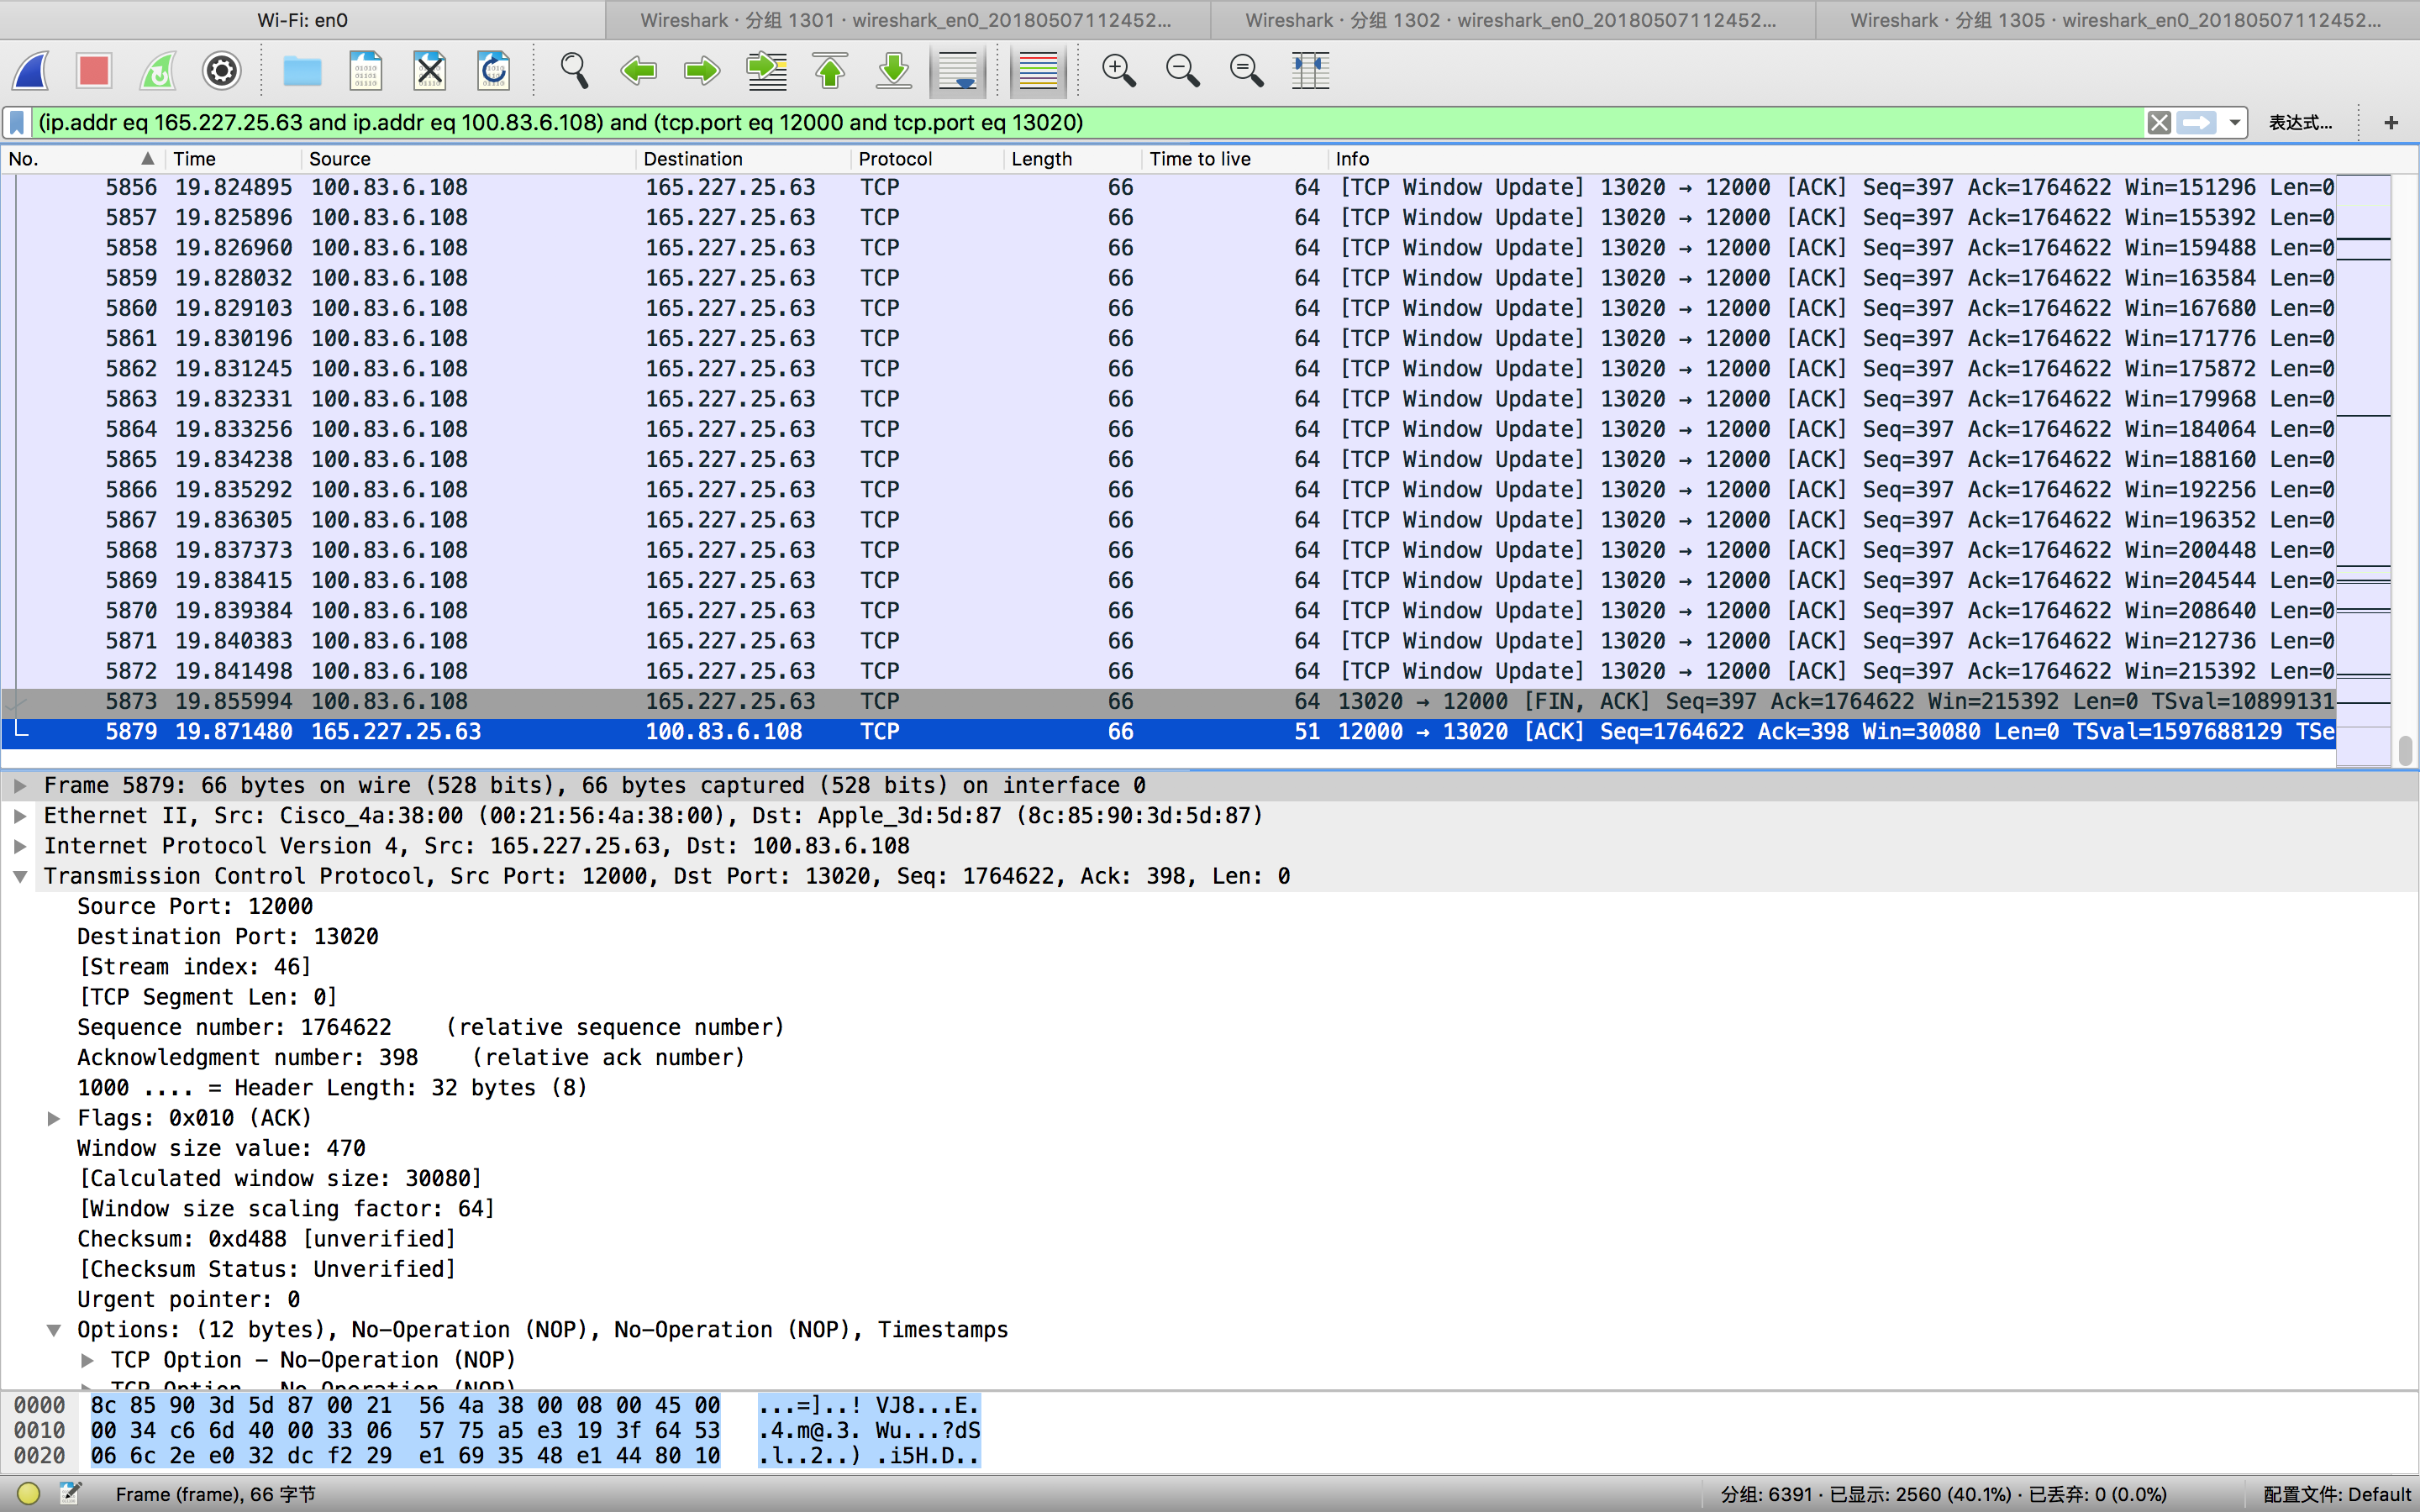 Wi-Fi: en0
Wireshark · 分组 1301 · wireshark_en0_20180507112452...
Wireshark · 分组 1302 · wireshark_en0_20180507112452...
Wireshark · 分组 1305 · wireshark_en0_20180507112452...
(ip.addr eq 165.227.25.63 and ip.addr eq 100.83.6.108) and (tcp.port eq 12000 and tcp.port eq 13020)
表达式... +
No. Time Source Destination Protocol Length Time to live Info
5856 19.824895 100.83.6.108 165.227.25.63 TCP 66 64 [TCP Window Update] 13020 → 12000 [ACK] Seq=397 Ack=1764622 Win=151296 Len=0
5857 19.825896 100.83.6.108 165.227.25.63 TCP 66 64 [TCP Window Update] 13020 → 12000 [ACK] Seq=397 Ack=1764622 Win=155392 Len=0
5858 19.826960 100.83.6.108 165.227.25.63 TCP 66 64 [TCP Window Update] 13020 → 12000 [ACK] Seq=397 Ack=1764622 Win=159488 Len=0
5859 19.828032 100.83.6.108 165.227.25.63 TCP 66 64 [TCP Window Update] 13020 → 12000 [ACK] Seq=397 Ack=1764622 Win=163584 Len=0
5860 19.829103 100.83.6.108 165.227.25.63 TCP 66 64 [TCP Window Update] 13020 → 12000 [ACK] Seq=397 Ack=1764622 Win=167680 Len=0
5861 19.830196 100.83.6.108 165.227.25.63 TCP 66 64 [TCP Window Update] 13020 → 12000 [ACK] Seq=397 Ack=1764622 Win=171776 Len=0
5862 19.831245 100.83.6.108 165.227.25.63 TCP 66 64 [TCP Window Update] 13020 → 12000 [ACK] Seq=397 Ack=1764622 Win=175872 Len=0
5863 19.832331 100.83.6.108 165.227.25.63 TCP 66 64 [TCP Window Update] 13020 → 12000 [ACK] Seq=397 Ack=1764622 Win=179968 Len=0
5864 19.833256 100.83.6.108 165.227.25.63 TCP 66 64 [TCP Window Update] 13020 → 12000 [ACK] Seq=397 Ack=1764622 Win=184064 Len=0
5865 19.834238 100.83.6.108 165.227.25.63 TCP 66 64 [TCP Window Update] 13020 → 12000 [ACK] Seq=397 Ack=1764622 Win=188160 Len=0
5866 19.835292 100.83.6.108 165.227.25.63 TCP 66 64 [TCP Window Update] 13020 → 12000 [ACK] Seq=397 Ack=1764622 Win=192256 Len=0
5867 19.836305 100.83.6.108 165.227.25.63 TCP 66 64 [TCP Window Update] 13020 → 12000 [ACK] Seq=397 Ack=1764622 Win=196352 Len=0
5868 19.837373 100.83.6.108 165.227.25.63 TCP 66 64 [TCP Window Update] 13020 → 12000 [ACK] Seq=397 Ack=1764622 Win=200448 Len=0
5869 19.838415 100.83.6.108 165.227.25.63 TCP 66 64 [TCP Window Update] 13020 → 12000 [ACK] Seq=397 Ack=1764622 Win=204544 Len=0
5870 19.839384 100.83.6.108 165.227.25.63 TCP 66 64 [TCP Window Update] 13020 → 12000 [ACK] Seq=397 Ack=1764622 Win=208640 Len=0
5871 19.840383 100.83.6.108 165.227.25.63 TCP 66 64 [TCP Window Update] 13020 → 12000 [ACK] Seq=397 Ack=1764622 Win=212736 Len=0
5872 19.841498 100.83.6.108 165.227.25.63 TCP 66 64 [TCP Window Update] 13020 → 12000 [ACK] Seq=397 Ack=1764622 Win=215392 Len=0
5873 19.855994 100.83.6.108 165.227.25.63 TCP 66 64 13020 → 12000 [FIN, ACK] Seq=397 Ack=1764622 Win=215392 Len=0 TSval=10899131
5879 19.871480 165.227.25.63 100.83.6.108 TCP 66 51 12000 → 13020 [ACK] Seq=1764622 Ack=398 Win=30080 Len=0 TSval=1597688129 TSe
Frame 5879: 66 bytes on wire (528 bits), 66 bytes captured (528 bits) on interface 0
Ethernet II, Src: Cisco_4a:38:00 (00:21:56:4a:38:00), Dst: Apple_3d:5d:87 (8c:85:90:3d:5d:87)
Internet Protocol Version 4, Src: 165.227.25.63, Dst: 100.83.6.108
Transmission Control Protocol, Src Port: 12000, Dst Port: 13020, Seq: 1764622, Ack: 398, Len: 0
Source Port: 12000
Destination Port: 13020
[Stream index: 46]
[TCP Segment Len: 0]
Sequence number: 1764622 (relative sequence number)
Acknowledgment number: 398 (relative ack number)
1000 .... = Header Length: 32 bytes (8)
Flags: 0x010 (ACK)
Window size value: 470
[Calculated window size: 30080]
[Window size scaling factor: 64]
Checksum: 0xd488 [unverified]
[Checksum Status: Unverified]
Urgent pointer: 0
Options: (12 bytes), No-Operation (NOP), No-Operation (NOP), Timestamps
TCP Option – No-Operation (NOP)
TCP Option – No-Operation (NOP)
0000 8c 85 90 3d 5d 87 00 21 56 4a 38 00 08 00 45 00 ...=]..! VJ8...E.
0010 00 34 c6 6d 40 00 33 06 57 75 a5 e3 19 3f 64 53 .4.m@.3. Wu...?dS
0020 06 6c 2e e0 32 dc f2 29 e1 69 35 48 e1 44 80 10 .l..2..) .i5H.D..
Frame (frame), 66 字节
分组: 6391 · 已显示: 2560 (40.1%) · 已丢弃: 0 (0.0%)
配置文件: Default